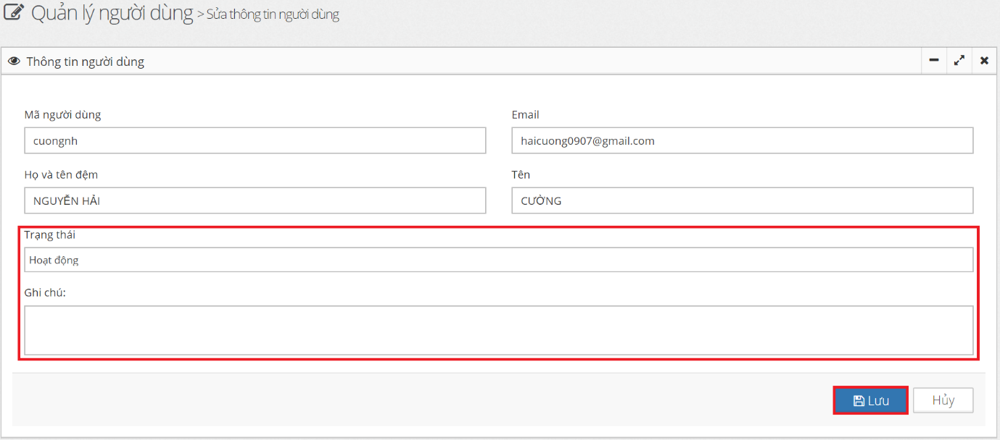 Quản lý người dùng > Sửa thông tin người dùng
Thông tin người dùng
Mã người dùng
Email
cuongnh
haicuong0907@gmail.com
Họ và tên đệm
Tên
NGUYỄN HẢI
CƯỜNG
Trạng thái
Hoạt động
Ghi chú:
Lưu
Hủy